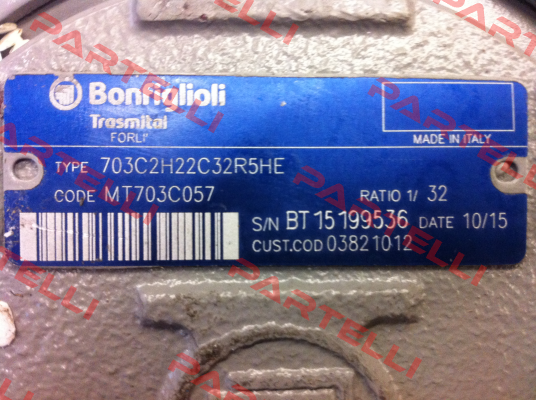 Bonfiglioli
Trasmital
FORLI'
MADE IN ITALY
TYPE 703C2H22C32R5HE
CODE MT703C057
RATIO 1/ 32
S/N BT 15199536 DATE 10/15
CUST.COD 03821012
PARTELLI
PARTELLI
PARTELLI
PARTELLI
PARTELLI